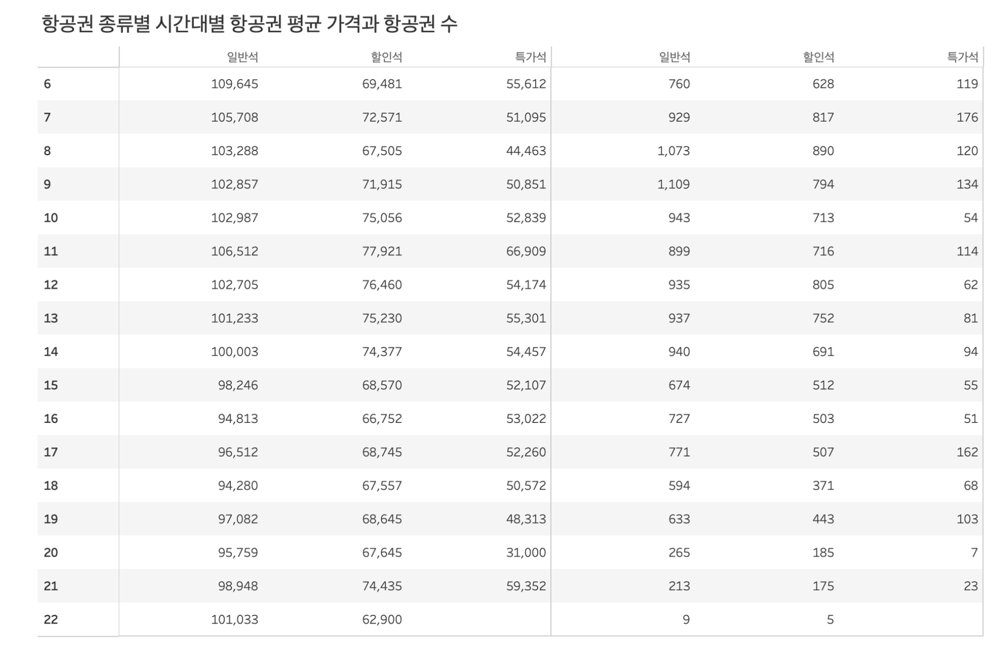 항공권 종류별 시간대별 항공권 평균 가격과 항공권 수
일반석 할인석 특가석 일반석 할인석 특가석
6 109,645 69,481 55,612 760 628 119
7 105,708 72,571 51,095 929 817 176
8 103,288 67,505 44,463 1,073 890 120
9 102,857 71,915 50,851 1,109 794 134
10 102,987 75,056 52,839 943 713 54
11 106,512 77,921 66,909 899 716 114
12 102,705 76,460 54,174 935 805 62
13 101,233 75,230 55,301 937 752 81
14 100,003 74,377 54,457 940 691 94
15 98,246 68,570 52,107 674 512 55
16 94,813 66,752 53,022 727 503 51
17 96,512 68,745 52,260 771 507 162
18 94,280 67,557 50,572 594 371 68
19 97,082 68,645 48,313 633 443 103
20 95,759 67,645 31,000 265 185 7
21 98,948 74,435 59,352 213 175 23
22 101,033 62,900 9 5